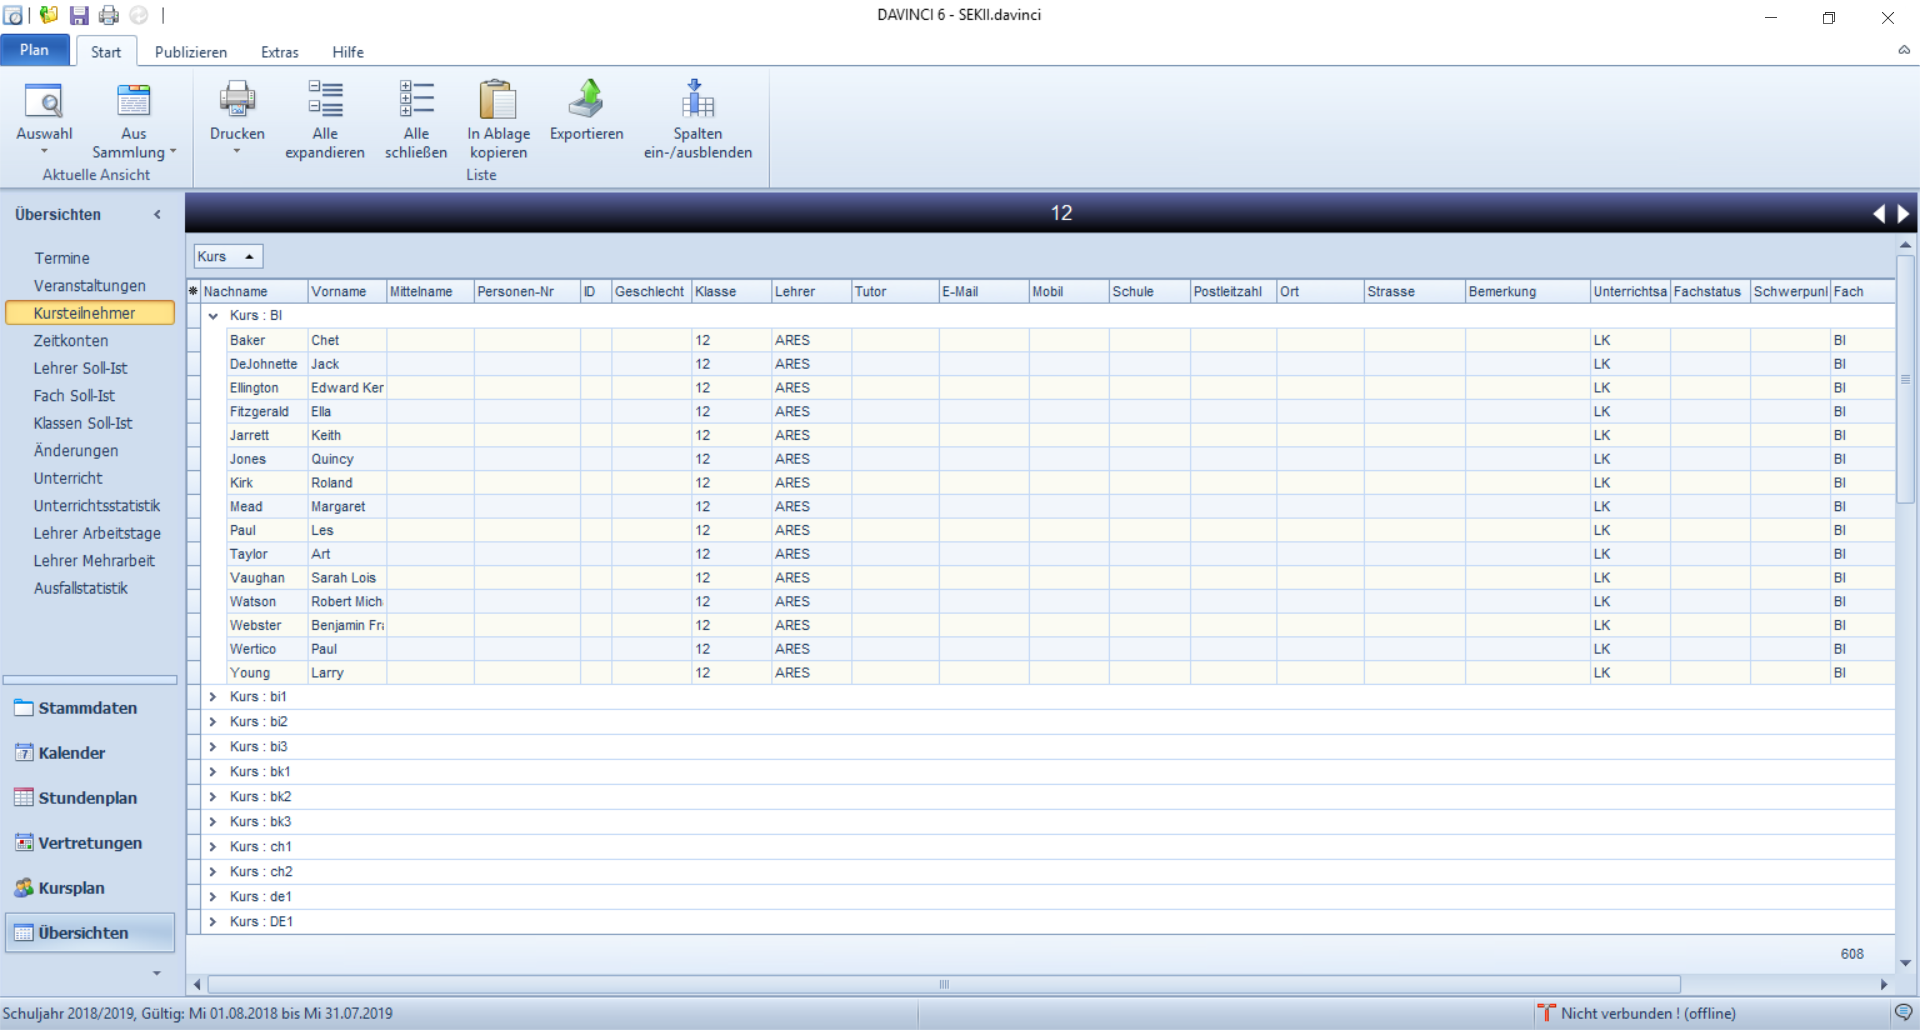 DAVINCI 6 - SEKII.davinci
Plan Start Publizieren Extras Hilfe
Auswahl
Aus Sammlung
Aktuelle Ansicht
Drucken
Alle expandieren
Alle schließen
In Ablage kopieren
Exportieren
Spalten ein-/ausblenden
Liste
Übersichten
Termine
Veranstaltungen
Kursteilnehmer
Zeitkonten
Lehrer Soll-Ist
Fach Soll-Ist
Klassen Soll-Ist
Änderungen
Unterricht
Unterrichtsstatistik
Lehrer Arbeitstage
Lehrer Mehrarbeit
Ausfallstatistik
Stammdaten
Kalender
Stundenplan
Vertretungen
Kursplan
Übersichten
12
Kurs
Nachname Vorname Mittelname Personen-Nr ID Geschlecht Klasse Lehrer Tutor E-Mail Mobil Schule Postleitzahl Ort Strasse Bemerkung Unterrichtsa Fachstatus Schwerpunl Fach
Kurs : BI
Baker Chet 12 ARES LK BI
DeJohnette Jack 12 ARES LK BI
Ellington Edward Ker 12 ARES LK BI
Fitzgerald Ella 12 ARES LK BI
Jarrett Keith 12 ARES LK BI
Jones Quincy 12 ARES LK BI
Kirk Roland 12 ARES LK BI
Mead Margaret 12 ARES LK BI
Paul Les 12 ARES LK BI
Taylor Art 12 ARES LK BI
Vaughan Sarah Lois 12 ARES LK BI
Watson Robert Mich 12 ARES LK BI
Webster Benjamin Fra 12 ARES LK BI
Wertico Paul 12 ARES LK BI
Young Larry 12 ARES LK BI
Kurs : bi1
Kurs : bi2
Kurs : bi3
Kurs : bk1
Kurs : bk2
Kurs : bk3
Kurs : ch1
Kurs : ch2
Kurs : de1
Kurs : DE1
608
Schuljahr 2018/2019, Gültig: Mi 01.08.2018 bis Mi 31.07.2019
Nicht verbunden ! (offline)